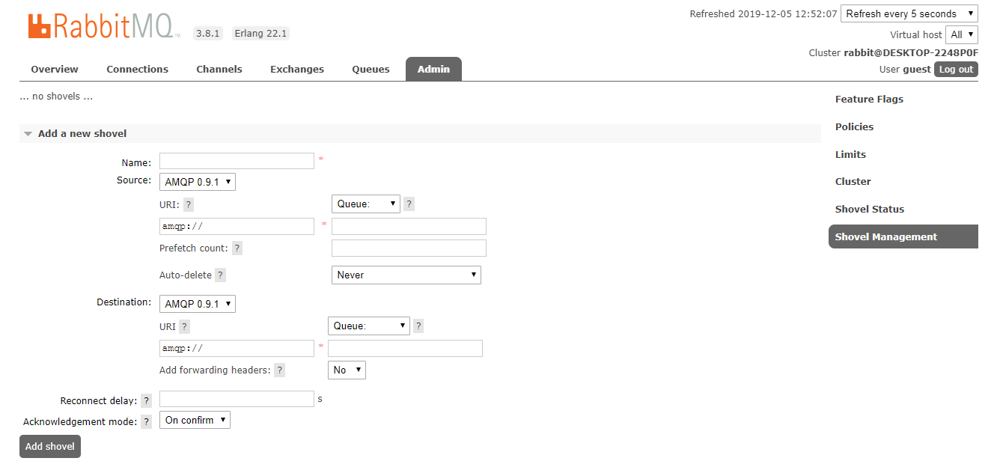 RabbitMQ TM 3.8.1 Erlang 22.1
Refreshed 2019-12-05 12:52:07 Refresh every 5 seconds
Virtual host All
Cluster rabbit@DESKTOP-2248P0F
User guest Log out
Overview Connections Channels Exchanges Queues Admin
... no shovels ...
Add a new shovel
Name: *
Source: AMQP 0.9.1
URI: ? Queue: ?
amqp:// *
Prefetch count: ?
Auto-delete ? Never
Destination: AMQP 0.9.1
URI ? Queue: ?
amqp:// *
Add forwarding headers: ? No
Reconnect delay: ? s
Acknowledgement mode: ? On confirm
Add shovel
Feature Flags
Policies
Limits
Cluster
Shovel Status
Shovel Management